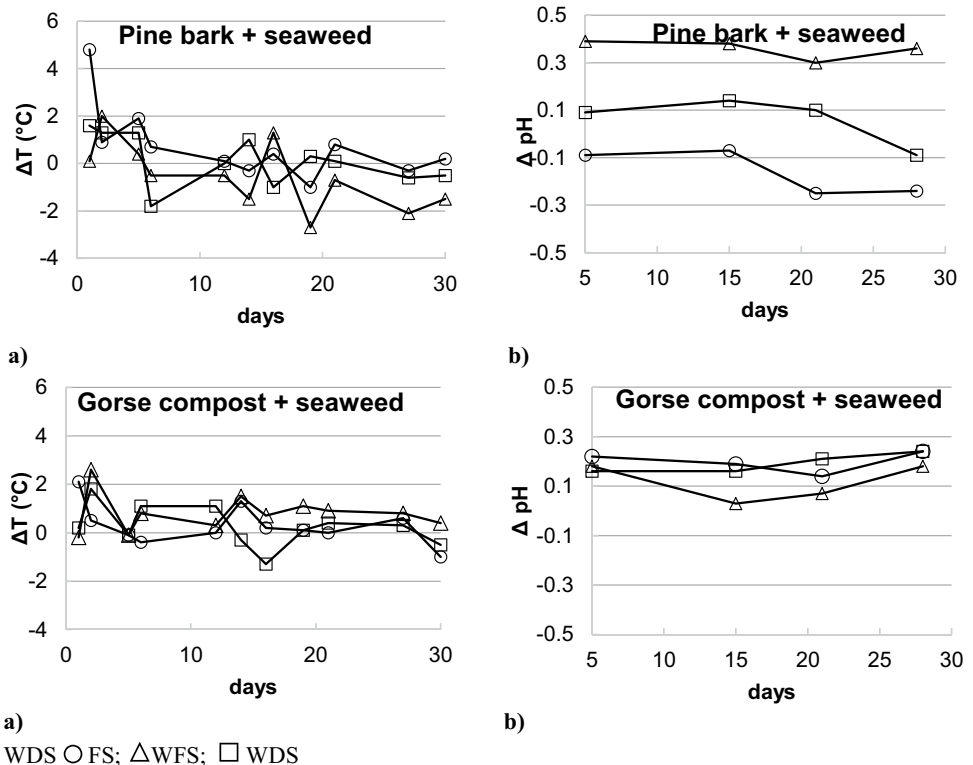 Pine bark + seaweed
6
4
2
0
-2
-4
ΔT (°C)
0 10 20 30
days
a)
Pine bark + seaweed
0.5
0.3
0.1
-0.1
-0.3
-0.5
Δ pH
5 10 15 20 25 30
days
b)
Gorse compost + seaweed
6
4
2
0
-2
-4
ΔT (°C)
0 10 20 30
days
a)
Gorse compost + seaweed
0.5
0.3
0.1
-0.1
-0.3
-0.5
Δ pH
5 10 15 20 25 30
days
b)
WDS FS; WFS; WDS